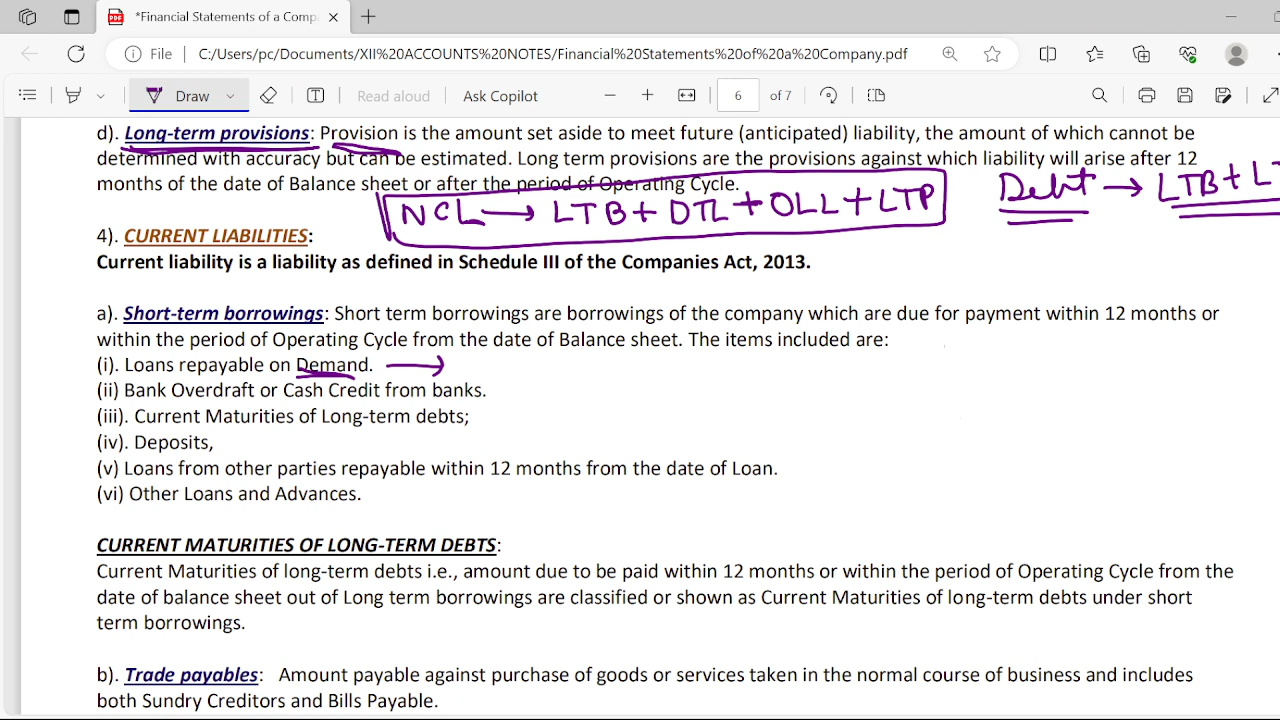 *Financial Statements of a Comp
File C:/Users/pc/Documents/XII%20ACCOUNTS%20NOTES/Financial%20Statements%20of%20a%20Company.pdf
Draw Read aloud Ask Copilot 6 of 7
d). Long-term provisions: Provision is the amount set aside to meet future (anticipated) liability, the amount of which cannot be
determined with accuracy but can be estimated. Long term provisions are the provisions against which liability will arise after 12
months of the date of Balance sheet or after the period of Operating Cycle.
NCL → LTB + DTL + OLL + LTP
Debt → LTB + LT
4). CURRENT LIABILITIES:
Current liability is a liability as defined in Schedule III of the Companies Act, 2013.
a). Short-term borrowings: Short term borrowings are borrowings of the company which are due for payment within 12 months or
within the period of Operating Cycle from the date of Balance sheet. The items included are:
(i). Loans repayable on Demand. →
(ii) Bank Overdraft or Cash Credit from banks.
(iii). Current Maturities of Long-term debts;
(iv). Deposits,
(v) Loans from other parties repayable within 12 months from the date of Loan.
(vi) Other Loans and Advances.
CURRENT MATURITIES OF LONG-TERM DEBTS:
Current Maturities of long-term debts i.e., amount due to be paid within 12 months or within the period of Operating Cycle from the
date of balance sheet out of Long term borrowings are classified or shown as Current Maturities of long-term debts under short
term borrowings.
b). Trade payables: Amount payable against purchase of goods or services taken in the normal course of business and includes
both Sundry Creditors and Bills Payable.